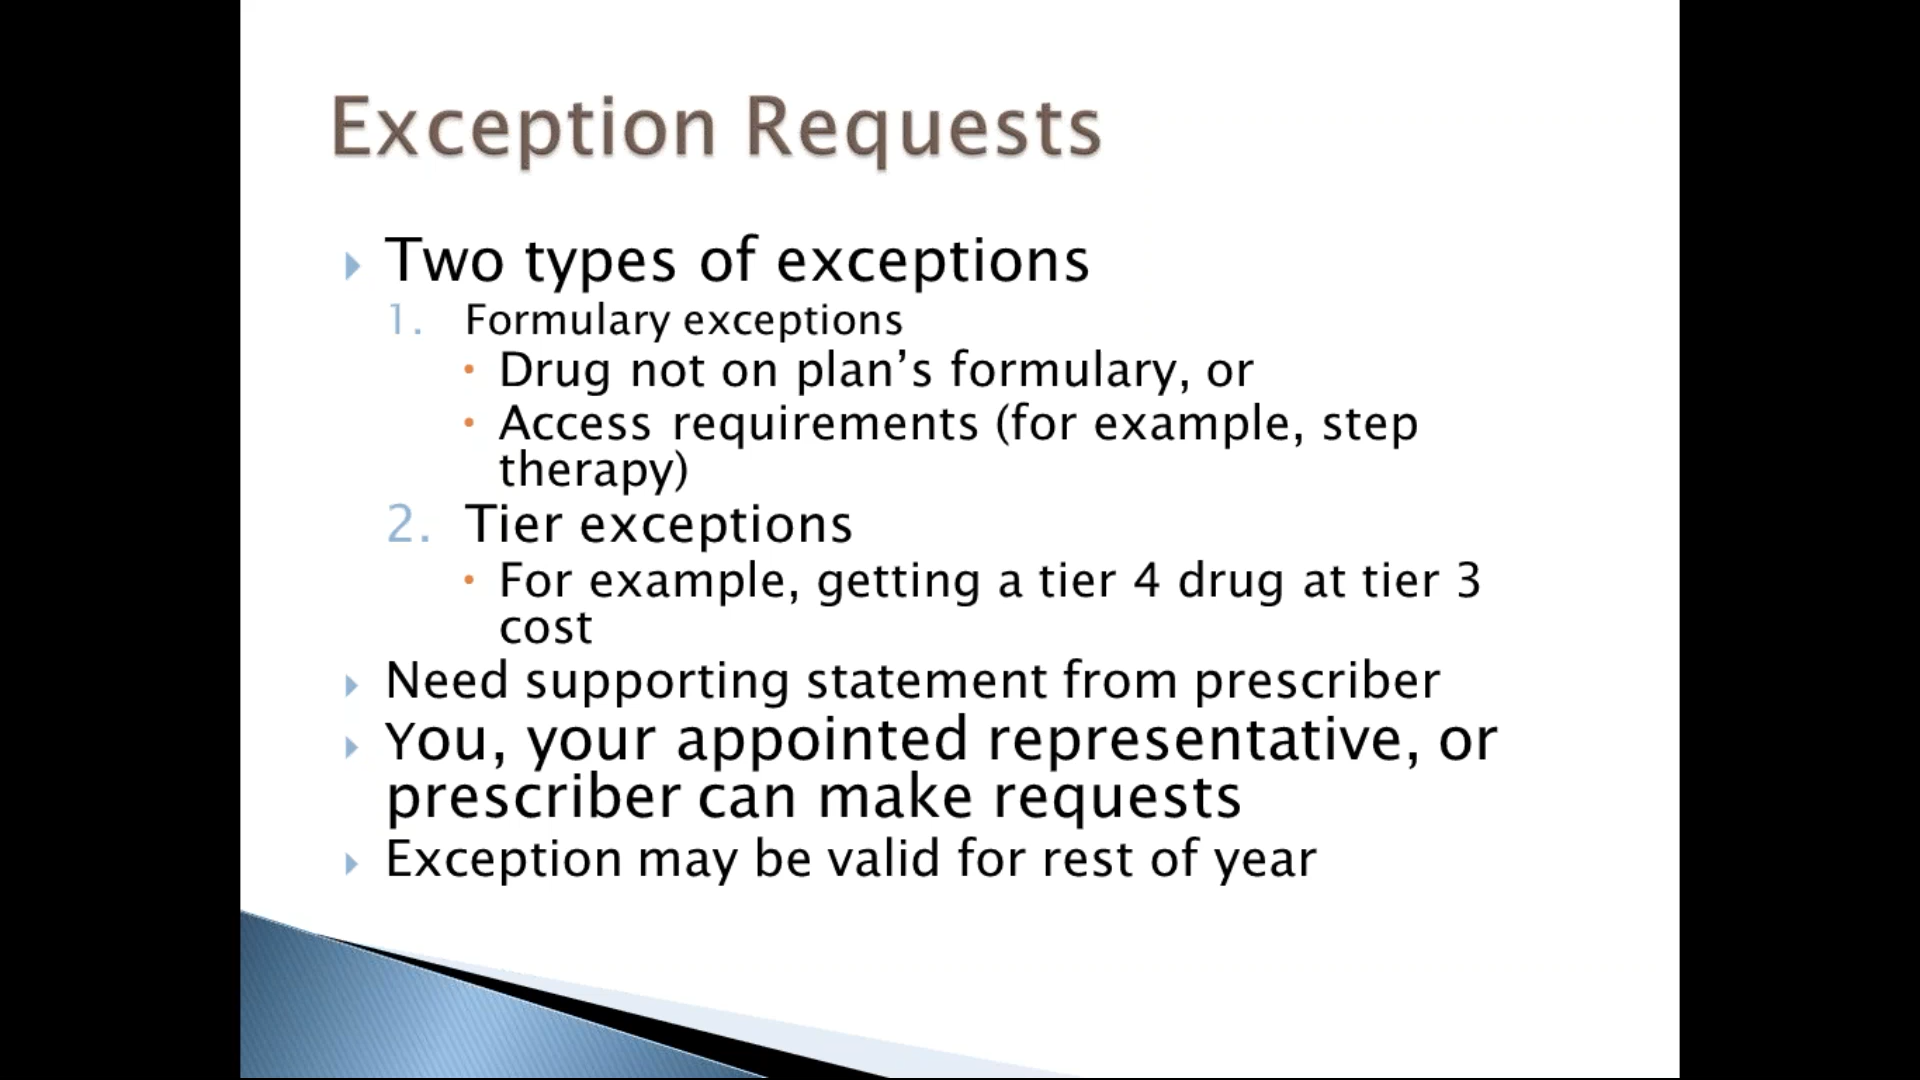 Exception Requests
Two types of exceptions
1. Formulary exceptions
• Drug not on plan’s formulary, or
• Access requirements (for example, step
therapy)
2. Tier exceptions
• For example, getting a tier 4 drug at tier 3
cost
Need supporting statement from prescriber
You, your appointed representative, or
prescriber can make requests
Exception may be valid for rest of year